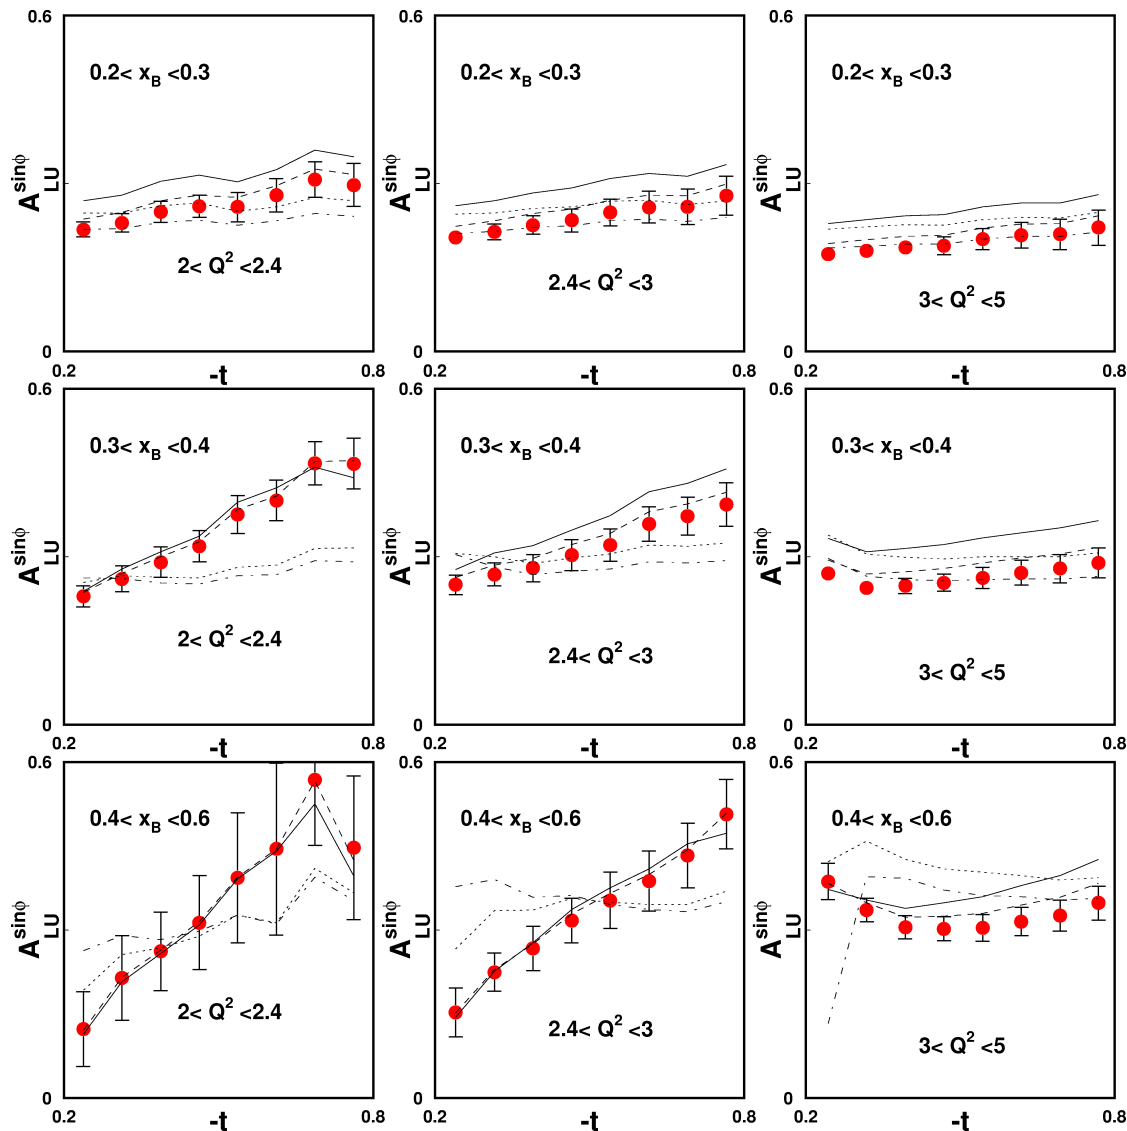 0.6
0.2< x_B <0.3
A_LU^sinϕ
2< Q^2 <2.4
0
0.2
-t
0.8
0.2< x_B <0.3
A_LU^sinϕ
2.4< Q^2 <3
0
0.2
-t
0.8
0.6
0.2< x_B <0.3
A_LU^sinϕ
3< Q^2 <5
0
0.2
-t
0.8
0.6
0.6
0.3< x_B <0.4
A_LU^sinϕ
2< Q^2 <2.4
0
0.2
-t
0.8
0.6
0.3< x_B <0.4
A_LU^sinϕ
2.4< Q^2 <3
0
0.2
-t
0.8
0.6
0.3< x_B <0.4
A_LU^sinϕ
3< Q^2 <5
0
0.2
-t
0.8
0.6
0.4< x_B <0.6
A_LU^sinϕ
2< Q^2 <2.4
0
0.2
-t
0.8
0.6
0.4< x_B <0.6
A_LU^sinϕ
2.4< Q^2 <3
0
0.2
-t
0.8
0.6
0.4< x_B <0.6
A_LU^sinϕ
3< Q^2 <5
0
0.2
-t
0.8